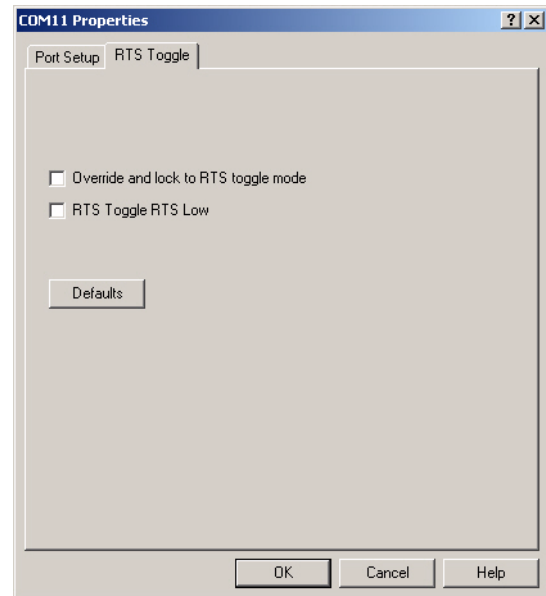 COM11 Properties
Port Setup RTS Toggle
Override and lock to RTS toggle mode
RTS Toggle RTS Low
Defaults
OK Cancel Help